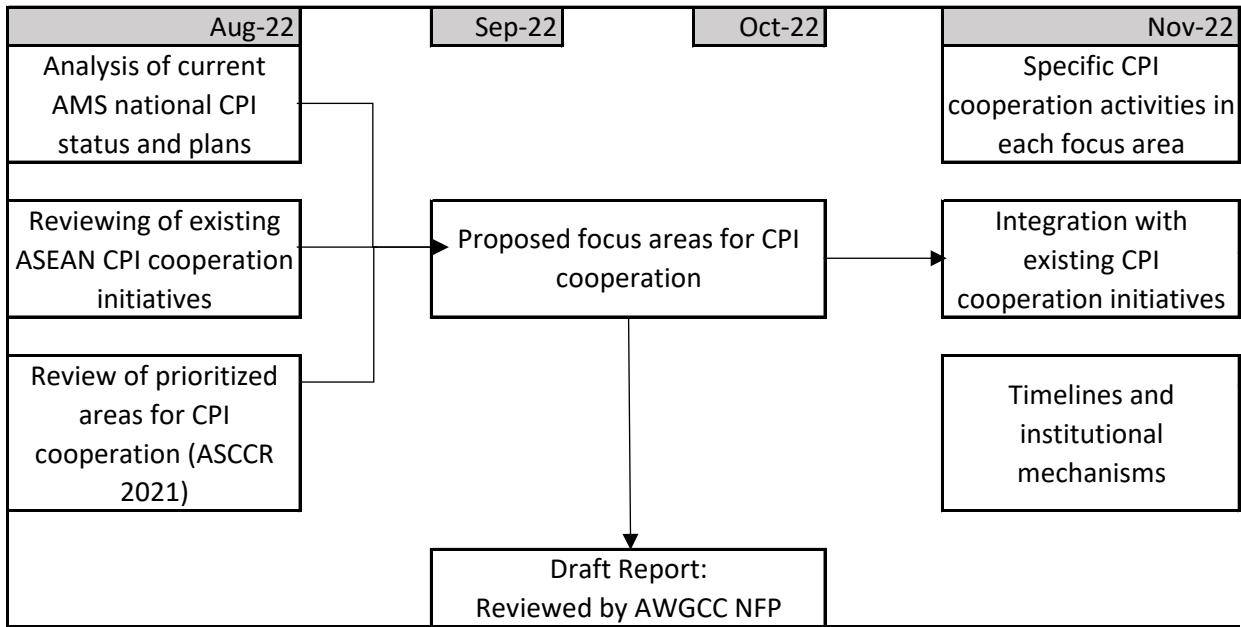 Aug-22
Sep-22
Oct-22
Nov-22
Analysis of current
AMS national CPI
status and plans
Specific CPI
cooperation activities in
each focus area
Reviewing of existing
ASEAN CPI cooperation
initiatives
Proposed focus areas for CPI
cooperation
Integration with
existing CPI
cooperation initiatives
Review of prioritized
areas for CPI
cooperation (ASCCR
2021)
Timelines and
institutional
mechanisms
Draft Report:
Reviewed by AWGCC NFP